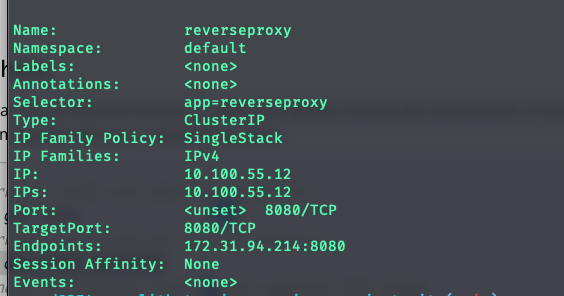 Name: reverseproxy
Namespace: default
Labels: <none>
Annotations: <none>
Selector: app=reverseproxy
Type: ClusterIP
IP Family Policy: SingleStack
IP Families: IPv4
IP: 10.100.55.12
IPs: 10.100.55.12
Port: <unset> 8080/TCP
TargetPort: 8080/TCP
Endpoints: 172.31.94.214:8080
Session Affinity: None
Events: <none>